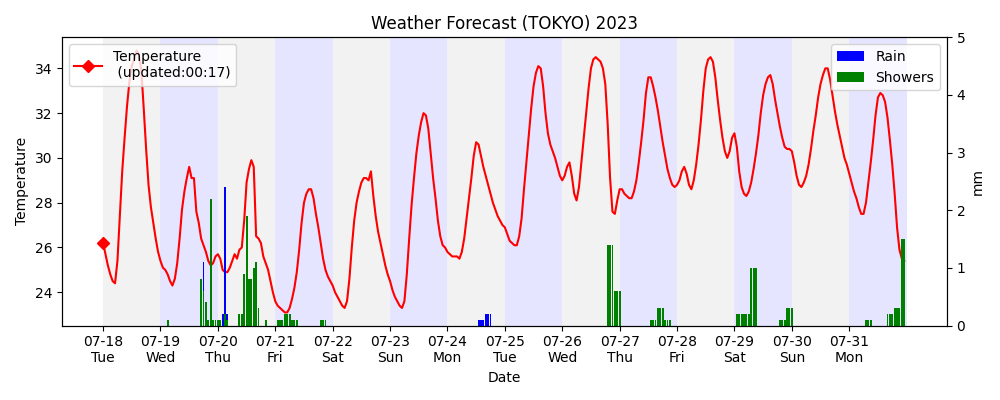 Weather Forecast (TOKYO) 2023
Temperature
(updated:00:17)
Rain
Showers
Temperature
34
32
30
28
26
24
5
4
3
2
1
0
mm
07-18 07-19 07-20 07-21 07-22 07-23 07-24 07-25 07-26 07-27 07-28 07-29 07-30 07-31
Tue Wed Thu Fri Sat Sun Mon Tue Wed Thu Fri Sat Sun Mon
Date